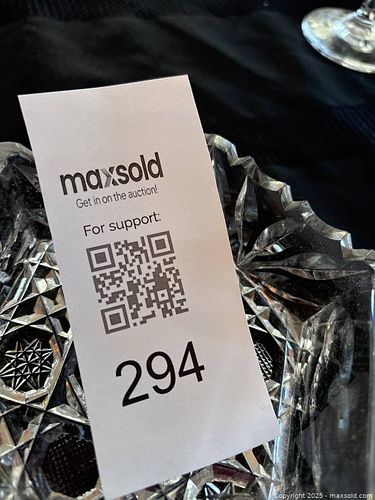 maxsold
Get in on the auction!
For support:
294
Copyright 2025 - maxsold.com